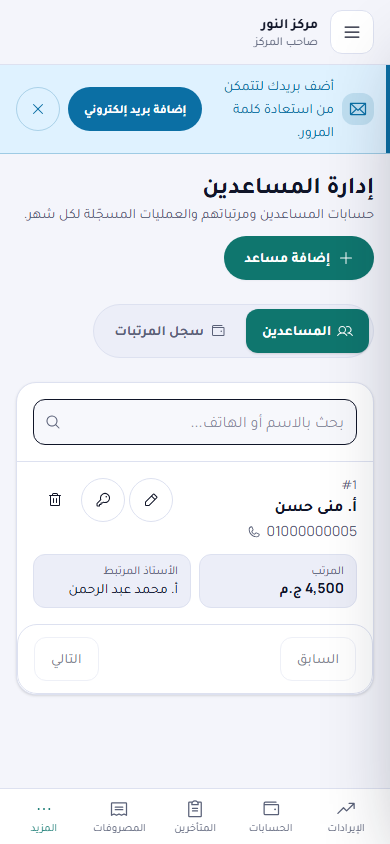 مركز النور
صاحب المركز
أضف بريدك لتتمكن
من استعادة كلمة
المرور.
إضافة بريد إلكتروني
إدارة المساعدين
حسابات المساعدين ومرتباتهم والعمليات المسجّلة لكل شهر.
إضافة مساعد
المساعدين
سجل المرتبات
بحث بالاسم أو الهاتف...
#1
أ. منى حسن
01000000005
المرتب
4,500 ج.م
الأستاذ المرتبط
أ. محمد عبد الرحمن
السابق
التالي
الإيرادات
الحسابات
المتأخرين
المصروفات
المزيد